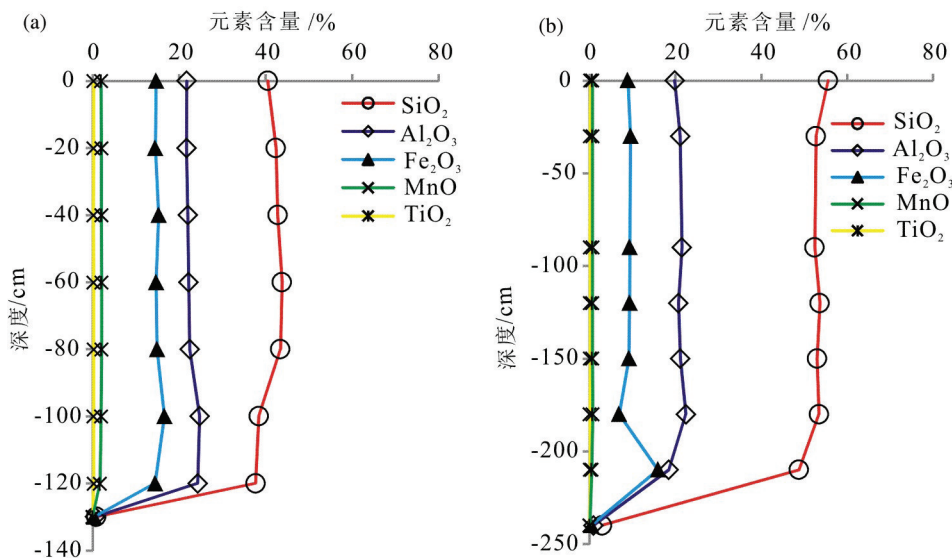 (a)
元素含量 /%
0 20 40 60 80
0
-20
-40
-60
-80
-100
-120
-140
深度/cm
SiO₂
Al₂O₃
Fe₂O₃
MnO
TiO₂
(b)
元素含量 /%
0 20 40 60 80
0
-50
-100
-150
-200
-250
深度/cm
SiO₂
Al₂O₃
Fe₂O₃
MnO
TiO₂